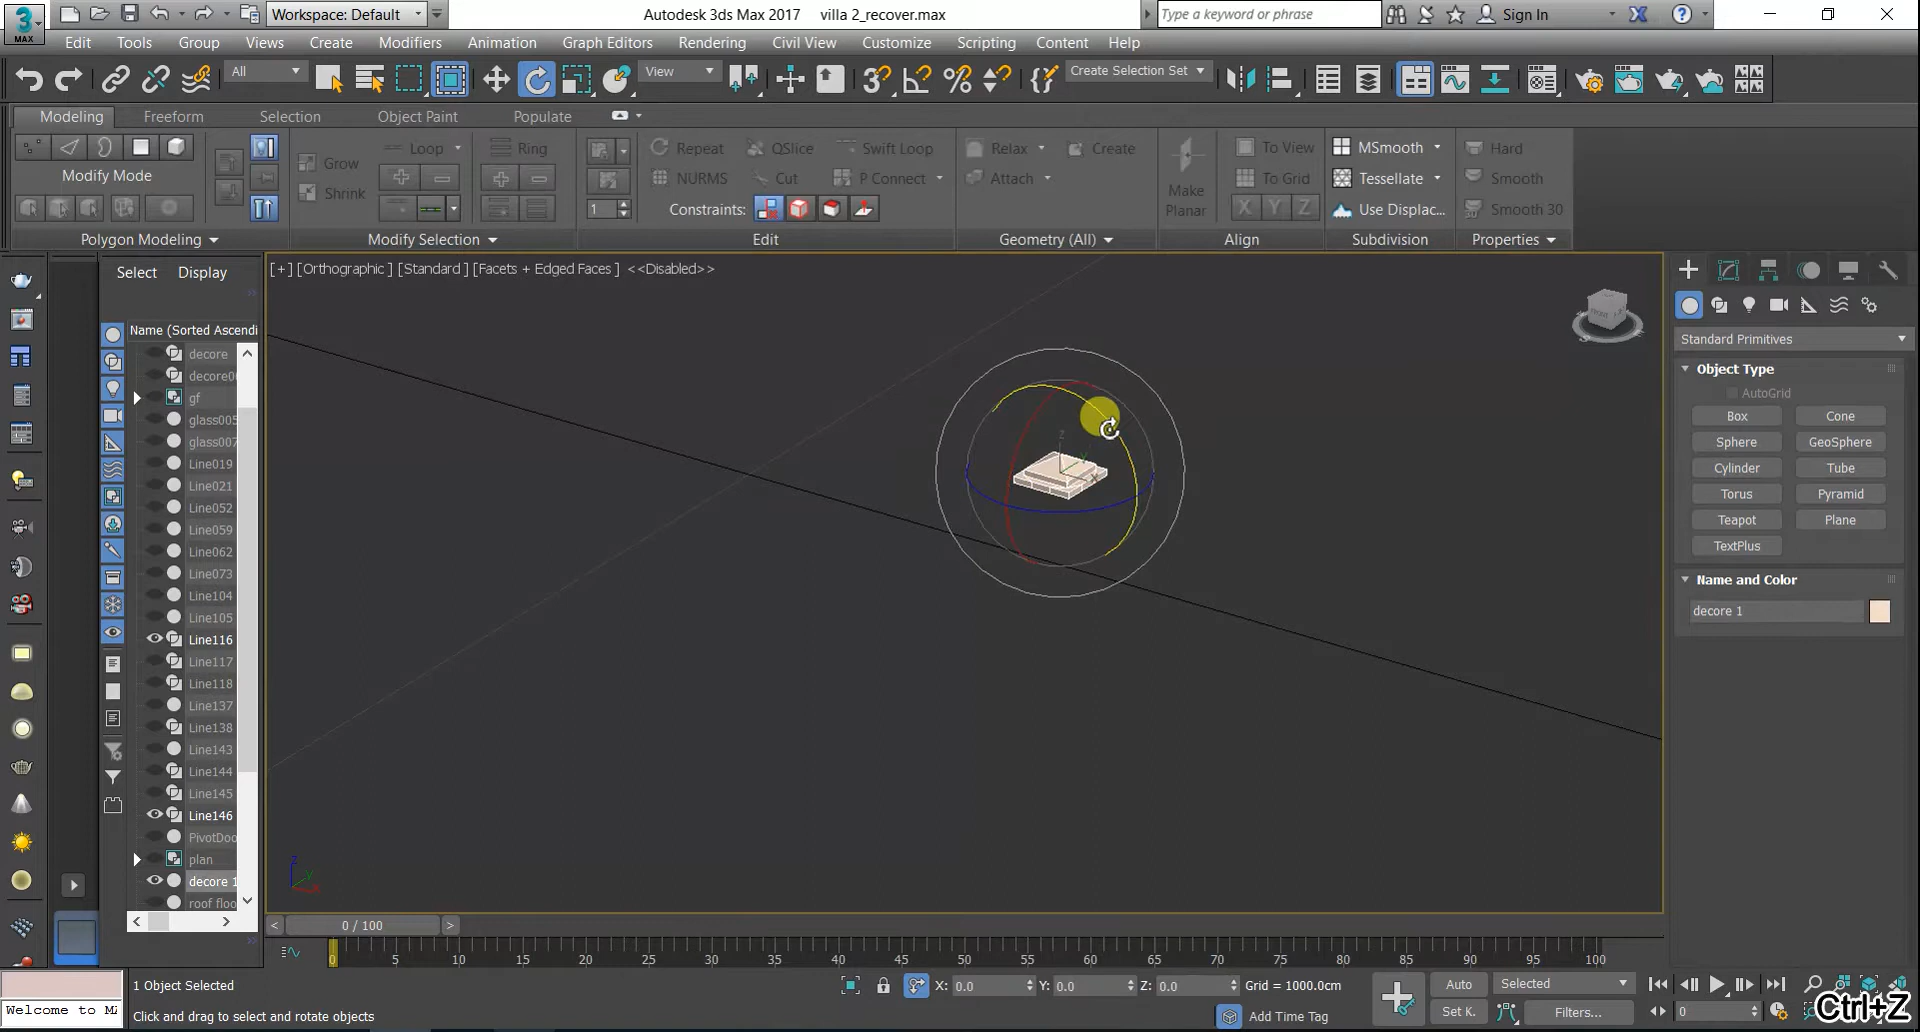 3
MAX
Workspace: Default
Autodesk 3ds Max 2017 villa 2_recover.max
Type a keyword or phrase
Sign In
Edit Tools Group Views Create Modifiers Animation Graph Editors Rendering Civil View Customize Scripting Content Help
All
View
Create Selection Set
Modeling Freeform Selection Object Paint Populate
Modify Mode
Polygon Modeling
Grow
Shrink
Loop
Ring
Modify Selection
1
Repeat QSlice Swift Loop
NURMS Cut P Connect
Constraints:
Edit
Relax Create
Attach
Geometry (All)
Make
Planar
To View
To Grid
X Y Z
Align
MSmooth
Tessellate
Use Displac...
Subdivision
Hard
Smooth
Smooth 30
Properties
Select Display
Name (Sorted Ascendi
decore
decore0
gf
glass005
glass007
Line019
Line021
Line052
Line059
Line062
Line073
Line104
Line105
Line116
Line117
Line118
Line137
Line138
Line143
Line144
Line145
Line146
PivotDoo
plan
decore 1
roof floo
[+] [Orthographic ] [Standard ] [Facets + Edged Faces ] <<Disabled>>
Standard Primitives
Object Type
AutoGrid
Box Cone
Sphere GeoSphere
Cylinder Tube
Torus Pyramid
Teapot Plane
TextPlus
Name and Color
decore 1
< 0 / 100 >
0 5 10 15 20 25 30 35 40 45 50 55 60 65 70 75 80 85 90 95 100
1 Object Selected
X: 0.0 Y: 0.0 Z: 0.0 Grid = 1000.0cm
Auto Selected
Welcome to MA
Click and drag to select and rotate objects
Add Time Tag
Set K. Filters... 0
Ctrl+Z